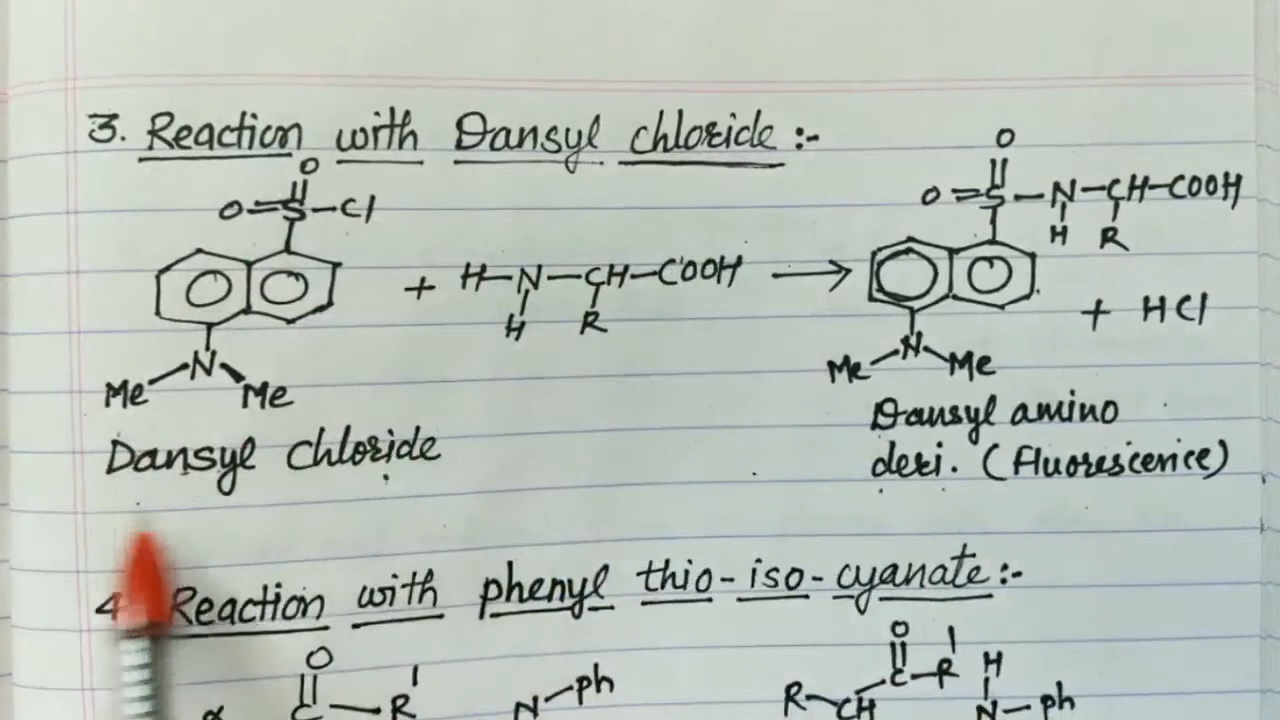 3. Reaction with Dansyl chloride :-
O
O=S-Cl
N
Me Me
Dansyl chloride
+ H-N-CH-COOH
H R
O
O=S-N-CH-COOH
H R
+ HCl
N
Me Me
Dansyl amino
deri. (Fluorescence)
4. Reaction with phenyl thio-iso-cyanate :-
O
C-R'
N-Ph
O
R-CH-C-R'
H
N-Ph